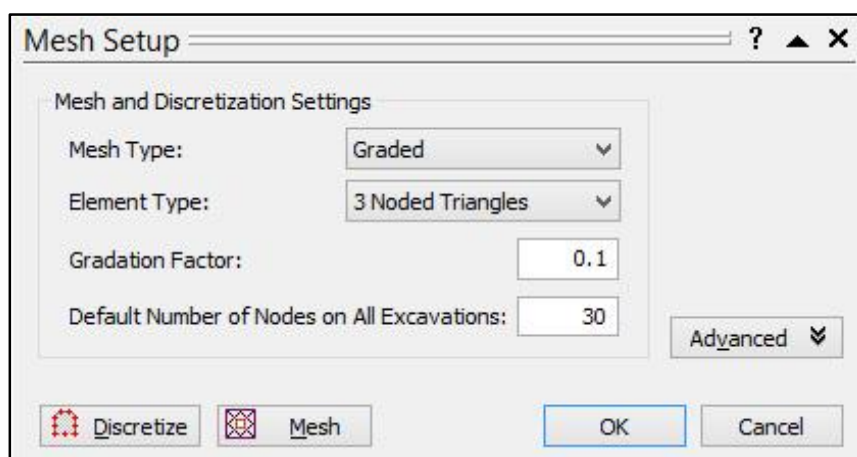 Mesh Setup ? ▲ ✕
Mesh and Discretization Settings
Mesh Type: Graded
Element Type: 3 Noded Triangles
Gradation Factor: 0.1
Default Number of Nodes on All Excavations: 30
Advanced
Discretize Mesh OK Cancel